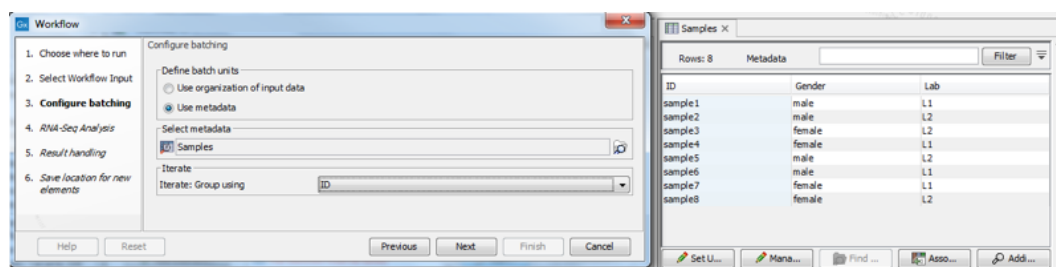 Gx Workflow
1. Choose where to run
2. Select Workflow Input
3. Configure batching
4. RNA-Seq Analysis
5. Result handling
6. Save location for new
elements
Configure batching
Define batch units
Use organization of input data
Use metadata
Select metadata
Samples
Iterate
Iterate: Group using ID
Help Reset Previous Next Finish Cancel
Samples
Rows: 8 Metadata Filter
ID Gender Lab
sample1 male L1
sample2 male L2
sample3 female L2
sample4 female L1
sample5 male L2
sample6 male L1
sample7 female L1
sample8 female L2
Set U... Mana... Find ... Asso... Addi...